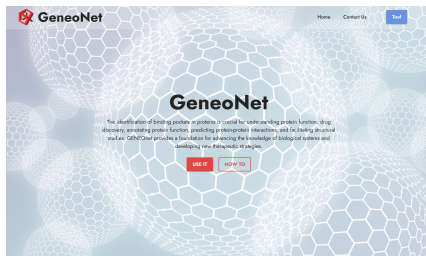 GeneoNet
Home Contact Us Tool
GeneoNet
The identification of binding pockets in proteins is crucial for understanding protein function, drug
discovery, annotating protein function, predicting protein-protein interactions, and facilitating structural
studies. GENEOnet provides a foundation for advancing the knowledge of biological systems and
developing new therapeutic strategies.
USE IT HOW TO